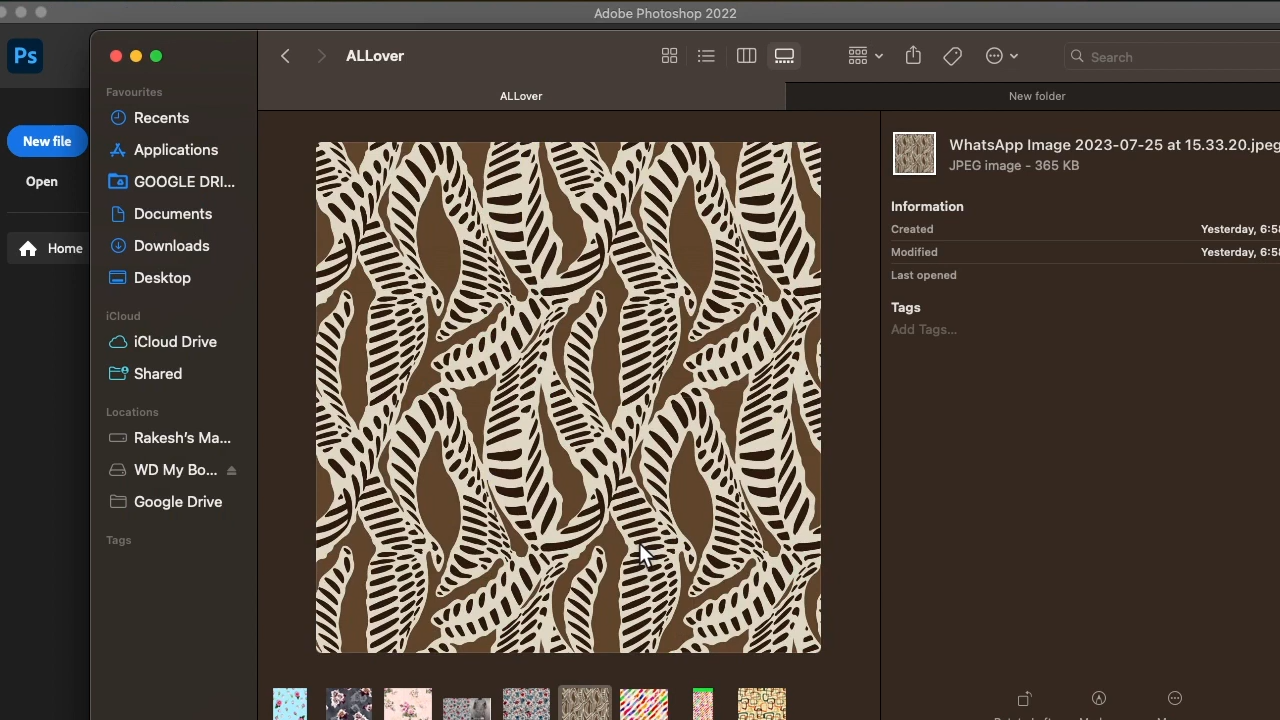 Adobe Photoshop 2022
Ps
ALLover
Search
ALLover
New folder
New file
Open
Home
Favourites
Recents
Applications
GOOGLE DRI...
Documents
Downloads
Desktop
iCloud
iCloud Drive
Shared
Locations
Rakesh's Ma...
WD My Bo...
Google Drive
Tags
WhatsApp Image 2023-07-25 at 15.33.20.jpeg
JPEG image - 365 KB
Information
Created
Yesterday, 6:58
Modified
Yesterday, 6:58
Last opened
Tags
Add Tags...